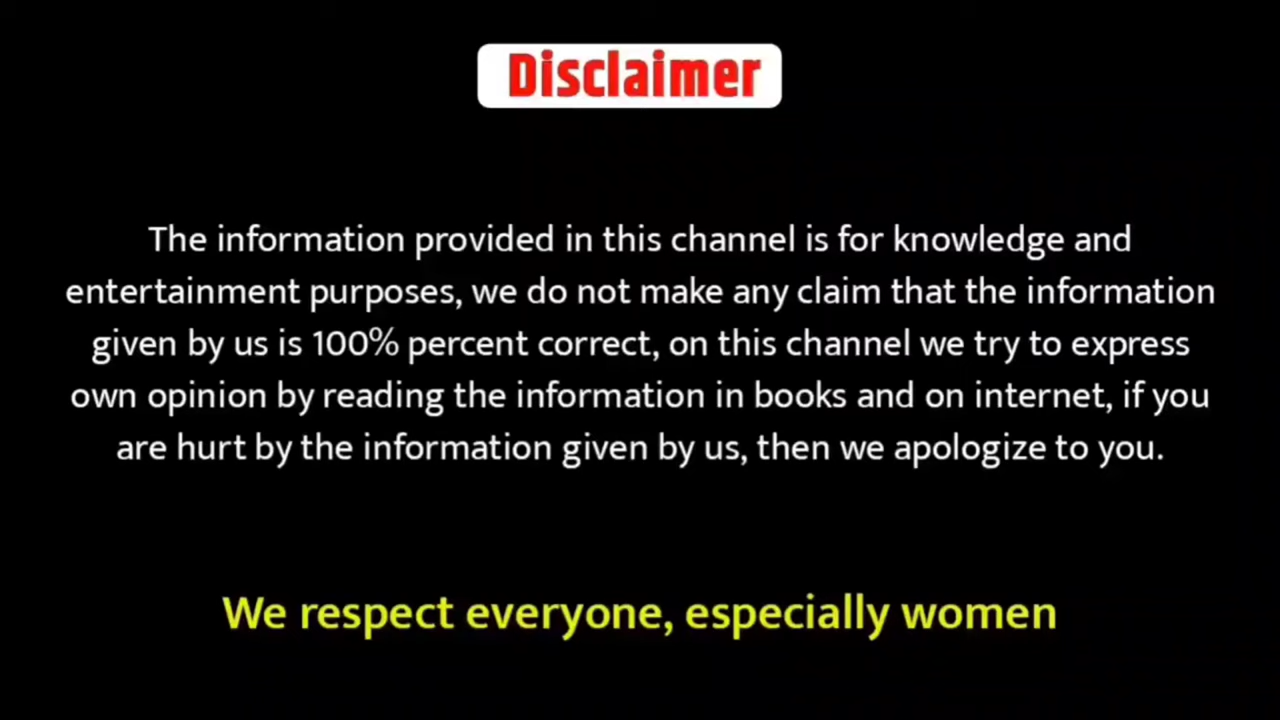 Disclaimer
The information provided in this channel is for knowledge and
entertainment purposes, we do not make any claim that the information
given by us is 100% percent correct, on this channel we try to express
own opinion by reading the information in books and on internet, if you
are hurt by the information given by us, then we apologize to you.
We respect everyone, especially women